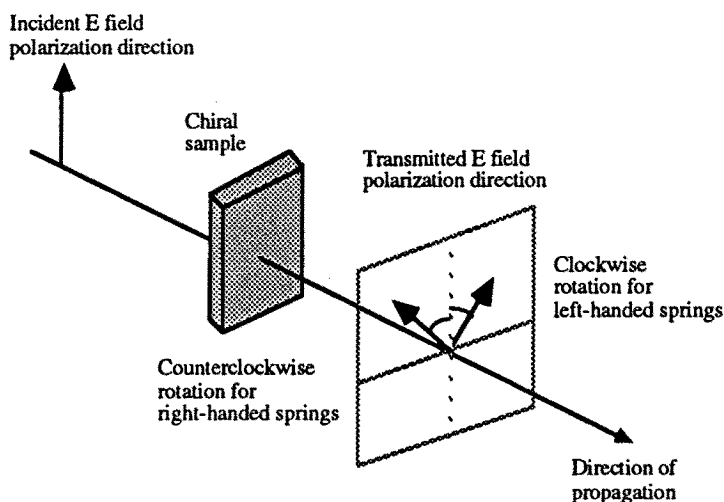 Incident E field
polarization direction
Chiral
sample
Transmitted E field
polarization direction
Clockwise
rotation for
left-handed springs
Counterclockwise
rotation for
right-handed springs
Direction of
propagation